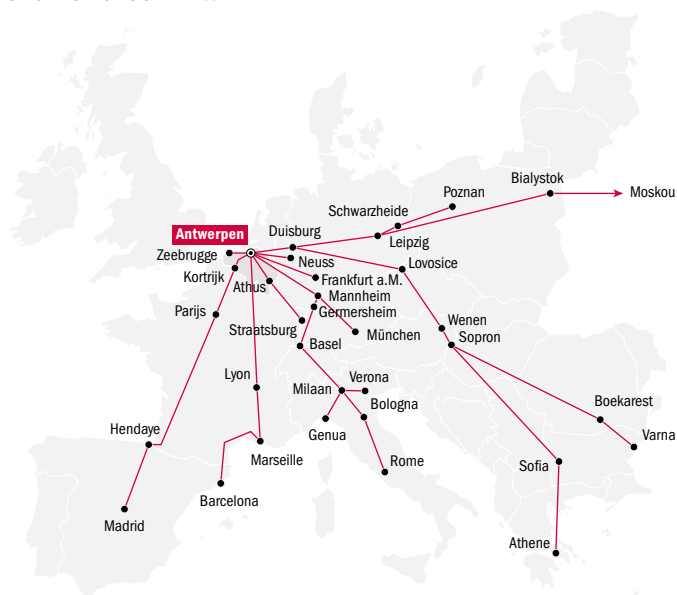 Bialystok
Moskou
Poznan
Schwarzheide
Antwerpen
Duisburg
Leipzig
Zeebrugge
Neuss
Lovosice
Kortrijk
Athus
Frankfurt a.M.
Mannheim
Germersheim
Parijs
Straatsburg
München
Wenen
Sopron
Basel
Lyon
Milaan
Verona
Bologna
Boekarest
Hendaye
Genua
Varna
Marseille
Rome
Sofia
Barcelona
Madrid
Athene